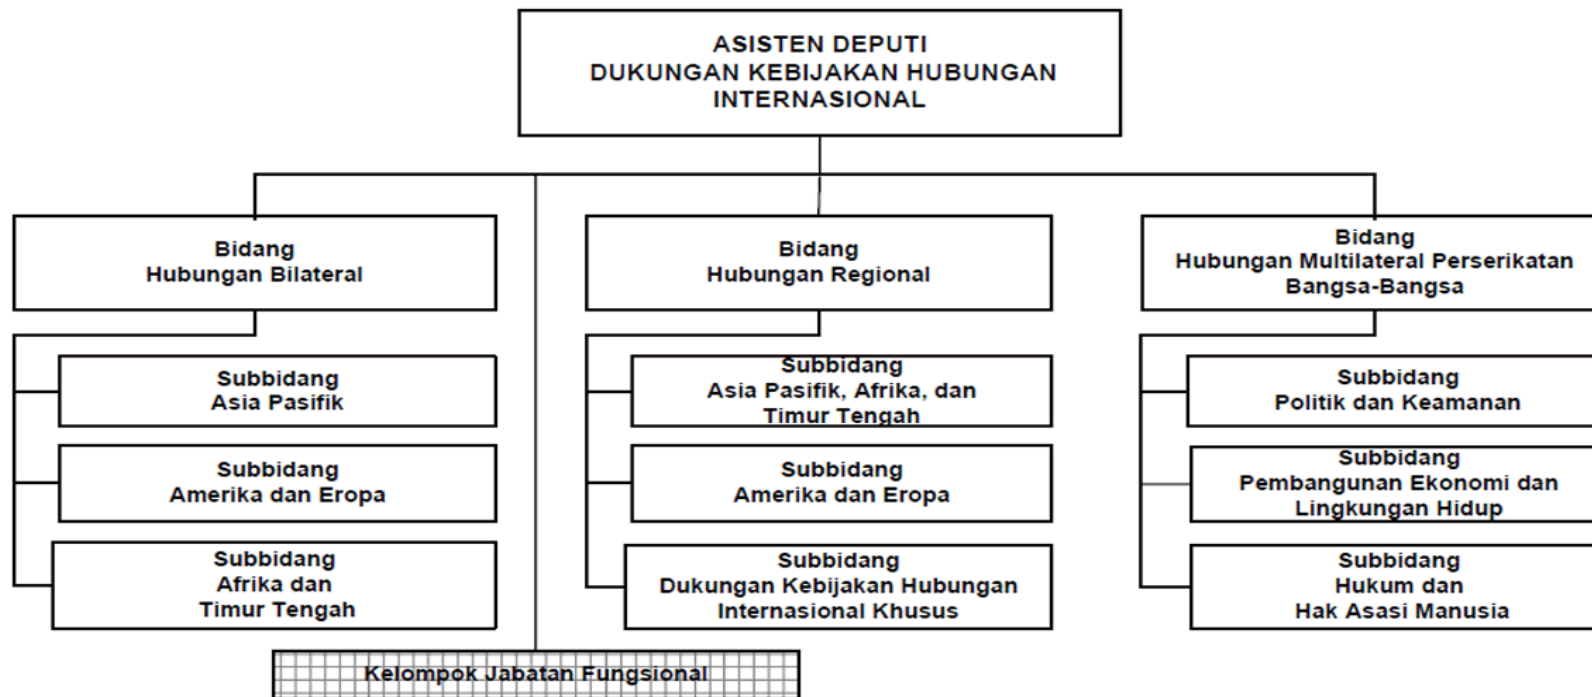 ASISTEN DEPUTI
DUKUNGAN KEBIJAKAN HUBUNGAN
INTERNASIONAL
Bidang
Hubungan Bilateral
Subbidang
Asia Pasifik
Subbidang
Amerika dan Eropa
Subbidang
Afrika dan
Timur Tengah
Bidang
Hubungan Regional
Subbidang
Asia Pasifik, Afrika, dan
Timur Tengah
Subbidang
Amerika dan Eropa
Subbidang
Dukungan Kebijakan Hubungan
Internasional Khusus
Bidang
Hubungan Multilateral Perserikatan
Bangsa-Bangsa
Subbidang
Politik dan Keamanan
Subbidang
Pembangunan Ekonomi dan
Lingkungan Hidup
Subbidang
Hukum dan
Hak Asasi Manusia
Kelompok Jabatan Fungsional